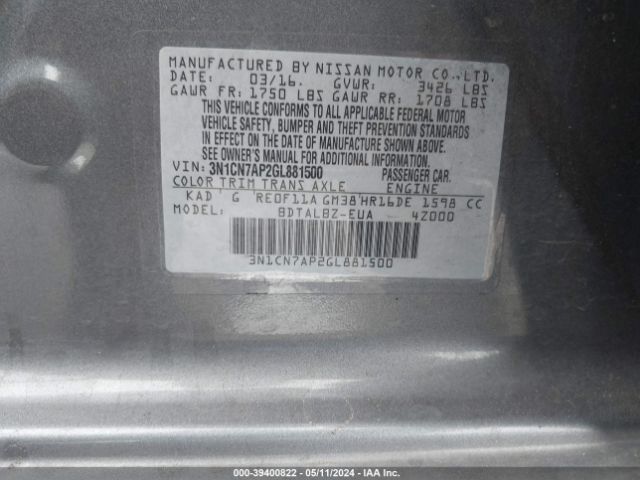 MANUFACTURED BY NISSAN MOTOR CO.,LTD.
DATE: 03/16. GVWR: 3426 LBS
GAWR FR: 1750 LBS GAWR RR: 1708 LBS
THIS VEHICLE CONFORMS TO ALL APPLICABLE FEDERAL MOTOR
VEHICLE SAFETY, BUMPER AND THEFT PREVENTION STANDARDS
IN EFFECT ON THE DATE OF MANUFACTURE SHOWN ABOVE.
SEE OWNER'S MANUAL FOR ADDITIONAL INFORMATION.
VIN: 3N1CN7AP2GL881500 PASSENGER CAR.
COLOR TRIM TRANS AXLE ENGINE
KAD G RE0F11A GM38 HR16DE 1598 CC
MODEL: BDTALBZ-EUA 4Z000
3N1CN7AP2GL881500
000-39400822 - 05/11/2024 - IAA Inc.